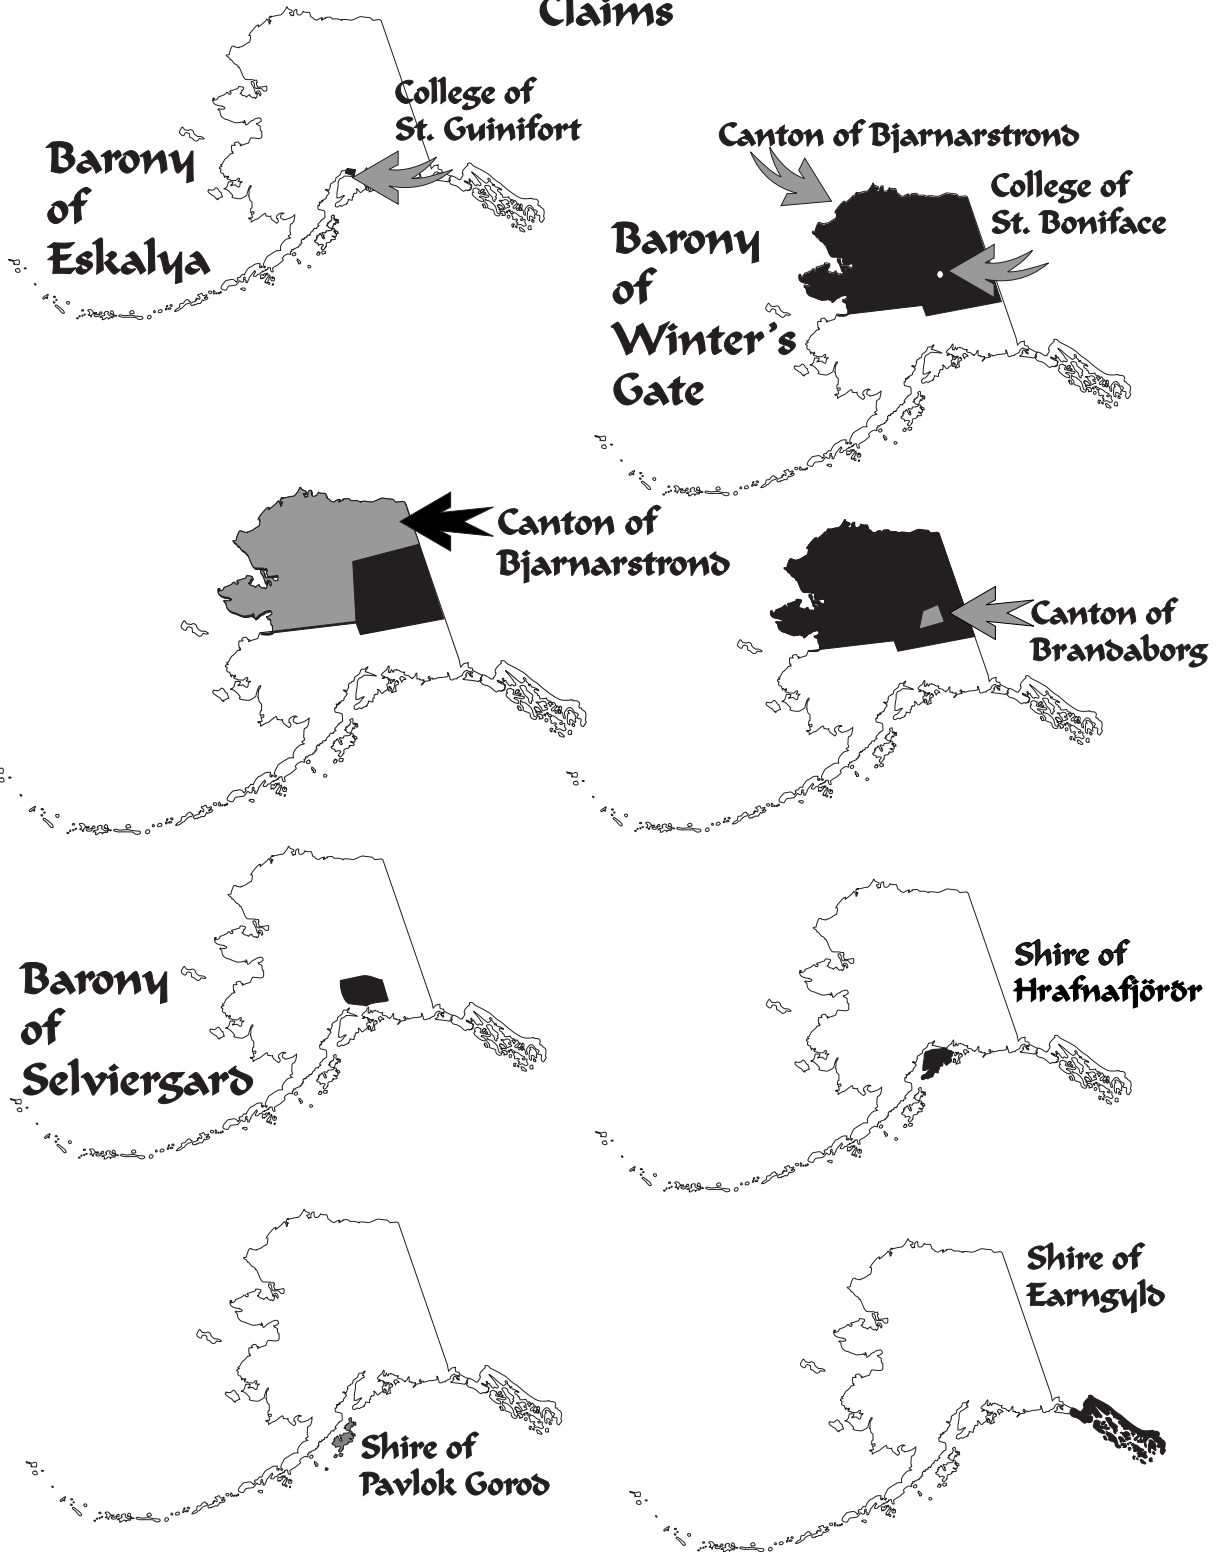 Claims
College of
St. Guinifort
Barony
of
Eskalya
Canton of Bjarnarstrond
College of
St. Boniface
Barony
of
Winter's
Gate
Canton of
Bjarnarstrond
Canton of
Brandaborg
Barony
of
Selviergard
Shire of
Hrafnafjörðr
Shire of
Pavlok Gorod
Shire of
Earngyld